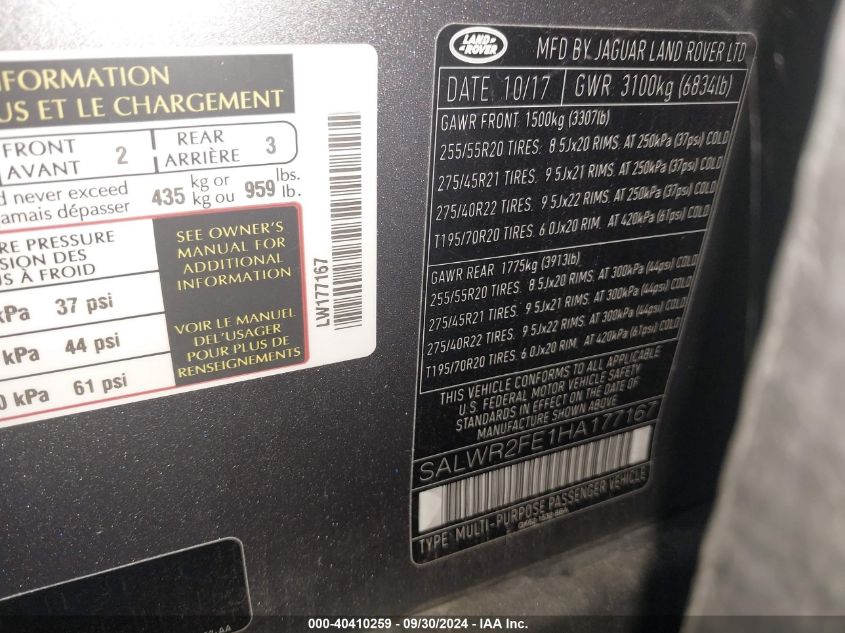 NFORMATION
US ET LE CHARGEMENT
FRONT
AVANT 2
REAR
ARRIÈRE 3
d never exceed
amais dépasser
435 kg or
kg ou 959 lbs.
lb.
RE PRESSURE
SION DES
US À FROID
kPa 37 psi
kPa 44 psi
0 kPa 61 psi
SEE OWNER'S
MANUAL FOR
ADDITIONAL
INFORMATION
VOIR LE MANUEL
DEL'USAGER
POUR PLUS DE
RENSEIGNEMENTS
LW177167
LAND
ROVER
MFD BY JAGUAR LAND ROVER LTD
DATE 10/17 GWR 3100kg (6834lb)
GAWR FRONT 1500kg (3307lb)
255/55R20 TIRES. 8.5Jx20 RIMS. AT 250kPa (37psi) COLD
275/45R21 TIRES. 9.5Jx21 RIMS. AT 250kPa (37psi) COLD
275/40R22 TIRES. 9.5Jx22 RIMS. AT 250kPa (37psi) COLD
T195/70R20 TIRES. 6.0Jx20 RIM. AT 420kPa (61psi) COLD
GAWR REAR 1775kg (3913lb)
255/55R20 TIRES. 8.5Jx20 RIMS. AT 300kPa (44psi) COLD
275/45R21 TIRES. 9.5Jx21 RIMS. AT 300kPa (44psi) COLD
275/40R22 TIRES. 9.5Jx22 RIMS. AT 300kPa (44psi) COLD
T195/70R20 TIRES. 6.0Jx20 RIM. AT 420kPa (61psi) COLD
THIS VEHICLE CONFORMS TO ALL APPLICABLE
U.S. FEDERAL MOTOR VEHICLE SAFETY
STANDARDS IN EFFECT ON THE DATE OF
MANUFACTURE SHOWN ABOVE
SALWR2FE1HA177167
TYPE MULTI-PURPOSE PASSENGER VEHICLE
000-40410259 - 09/30/2024 - IAAI Inc.